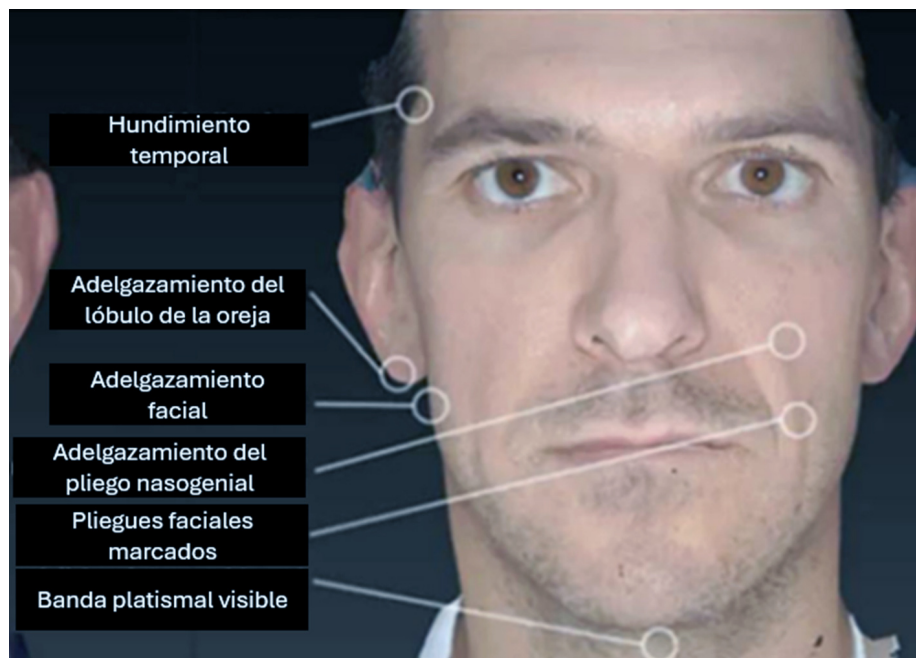 Hundimiento
temporal
Adelgazamiento del
lóbulo de la oreja
Adelgazamiento
facial
Adelgazamiento del
pliego nasogenial
Pliegues faciales
marcados
Banda platismal visible